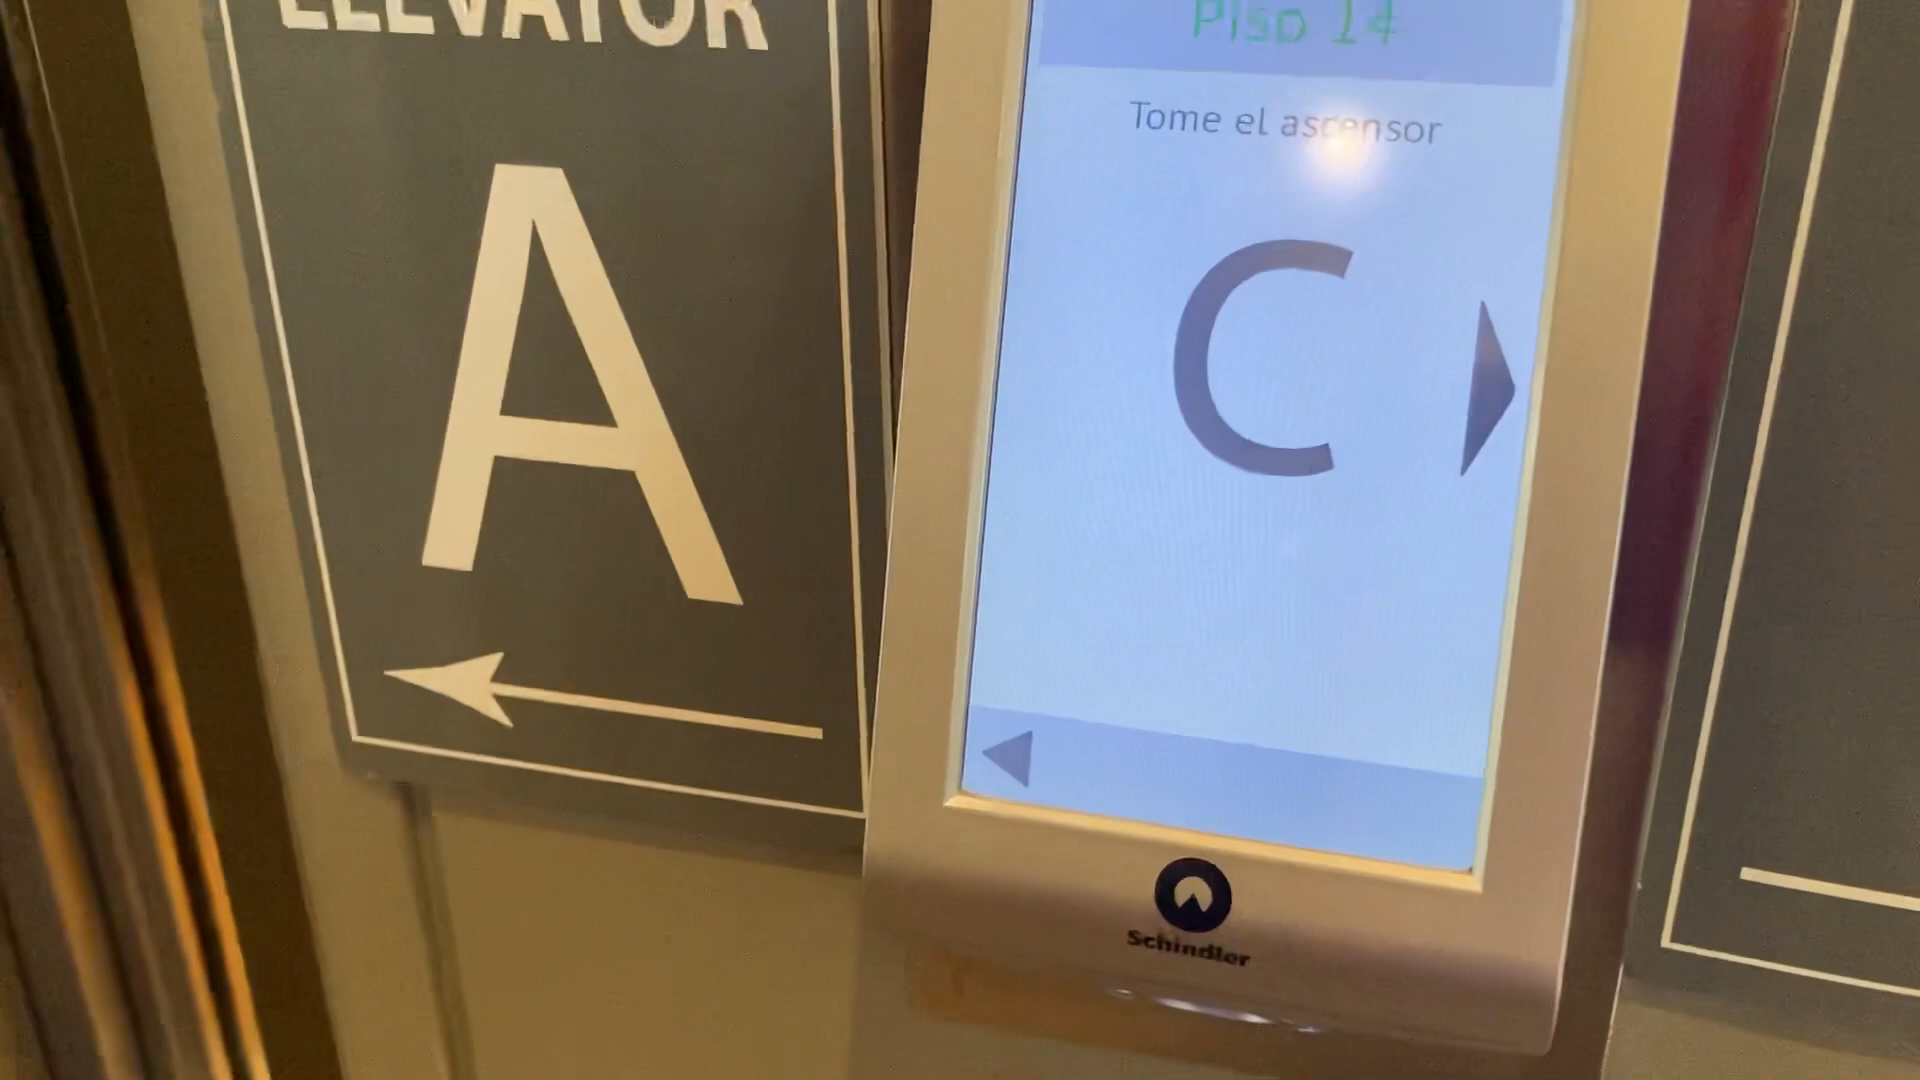 ELEVATOR
A
Piso 14
Tome el ascensor
C
Schindler